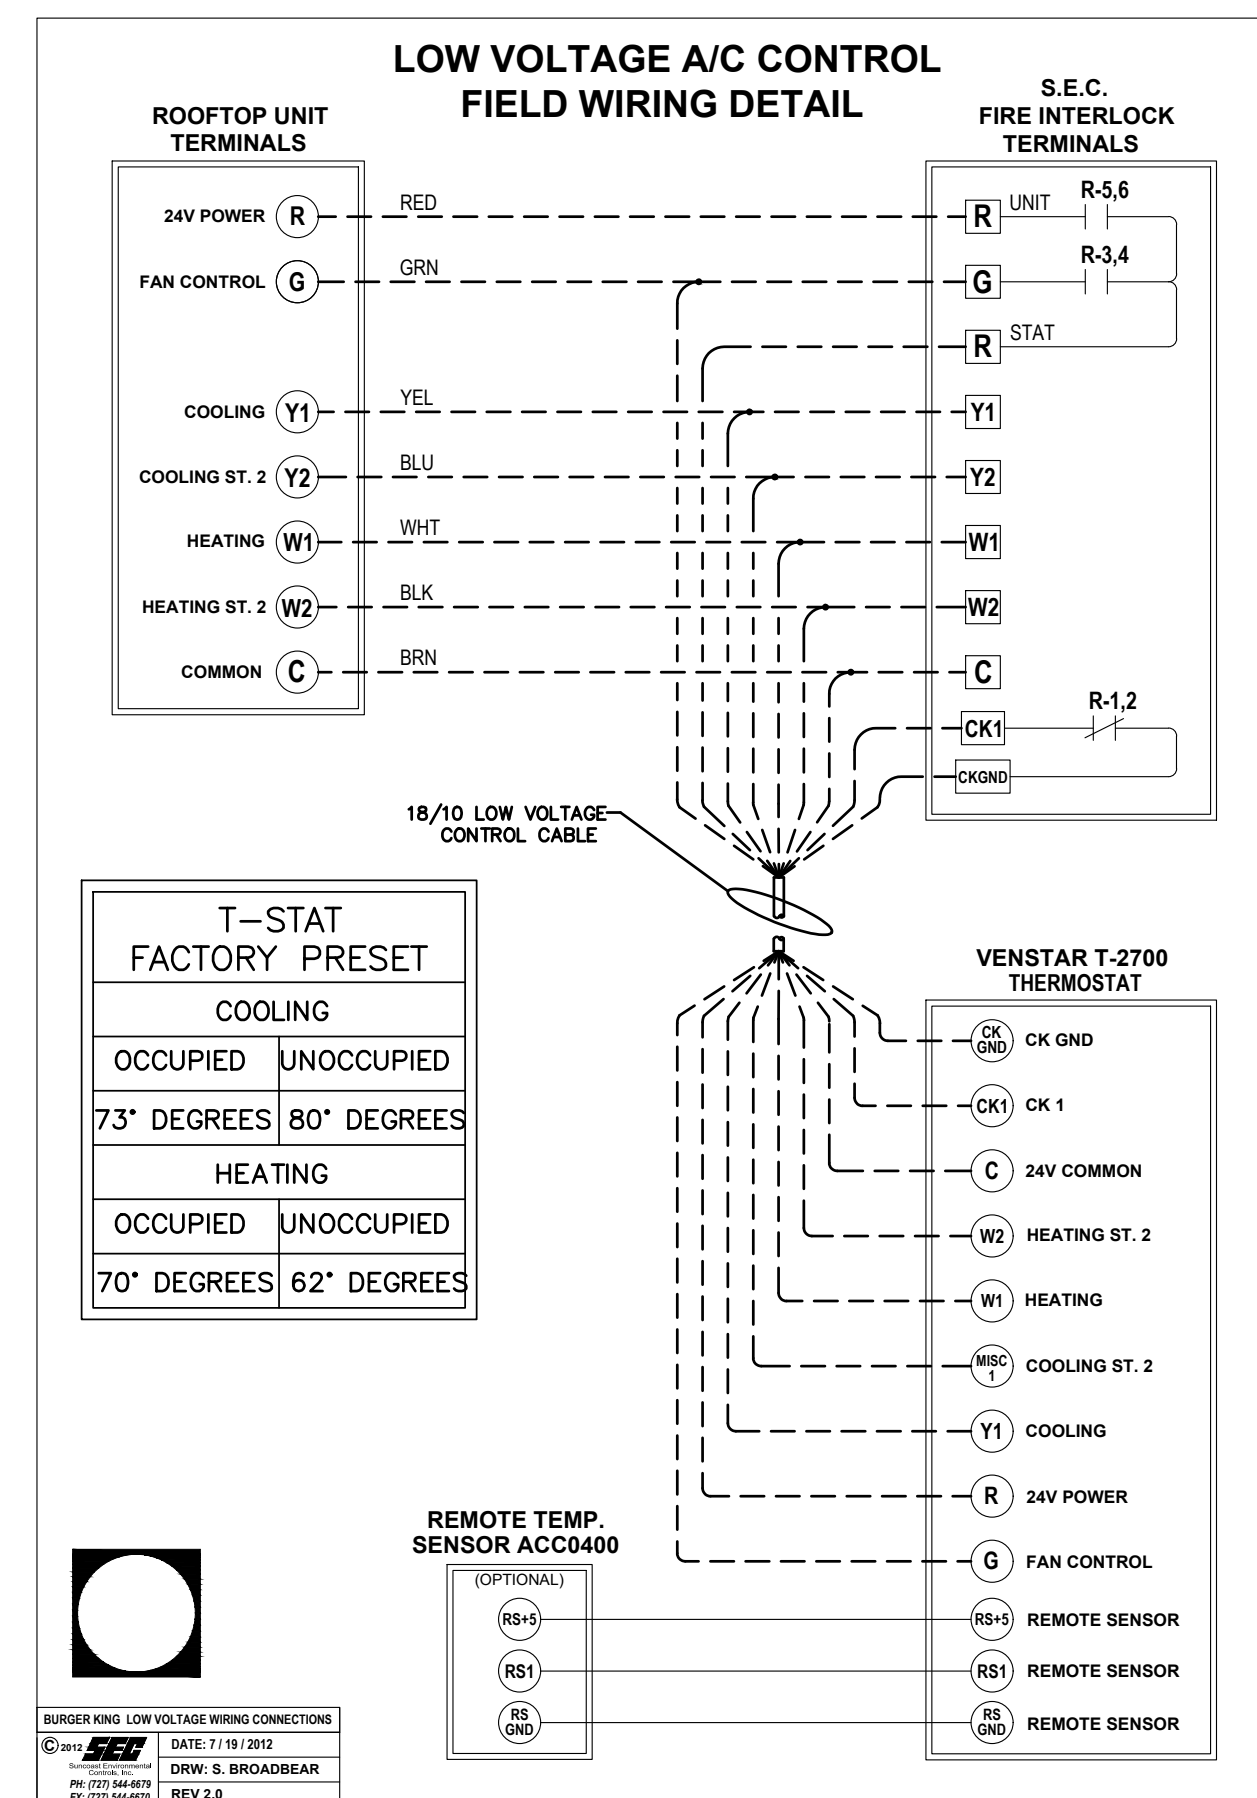 LOW VOLTAGE A/C CONTROL
FIELD WIRING DETAIL
ROOFTOP UNIT
TERMINALS
24V POWER R
FAN CONTROL G
COOLING Y1
COOLING ST. 2 Y2
HEATING W1
HEATING ST. 2 W2
COMMON C
RED
GRN
YEL
BLU
WHT
BLK
BRN
S.E.C.
FIRE INTERLOCK
TERMINALS
R UNIT R-5,6
G R-3,4
R STAT
Y1
Y2
W1
W2
C
CK1 R-1,2
CKGND
18/10 LOW VOLTAGE
CONTROL CABLE
T-STAT
FACTORY PRESET
COOLING
OCCUPIED UNOCCUPIED
73° DEGREES 80° DEGREES
HEATING
OCCUPIED UNOCCUPIED
70° DEGREES 62° DEGREES
VENSTAR T-2700
THERMOSTAT
CK
GND CK GND
CK1 CK 1
C 24V COMMON
W2 HEATING ST. 2
W1 HEATING
MISC
1 COOLING ST. 2
Y1 COOLING
R 24V POWER
G FAN CONTROL
RS+5 REMOTE SENSOR
RS1 REMOTE SENSOR
RS
GND REMOTE SENSOR
REMOTE TEMP.
SENSOR ACC0400
(OPTIONAL)
RS+5
RS1
RS
GND
BURGER KING LOW VOLTAGE WIRING CONNECTIONS
© 2012 SEC
Suncoast Environmental
Controls, Inc.
PH: (727) 544-6679
FX: (727) 544-6670
DATE: 7 / 19 / 2012
DRW: S. BROADBEAR
REV 2.0